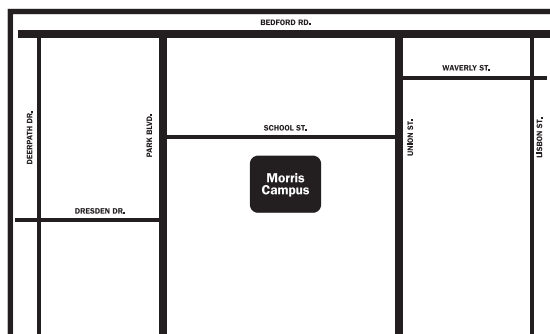 BEDFORD RD.
WAVERLY ST.
DEERPATH DR.
PARK BLVD.
SCHOOL ST.
UNION ST.
LISBON ST.
Morris
Campus
DRESDEN DR.